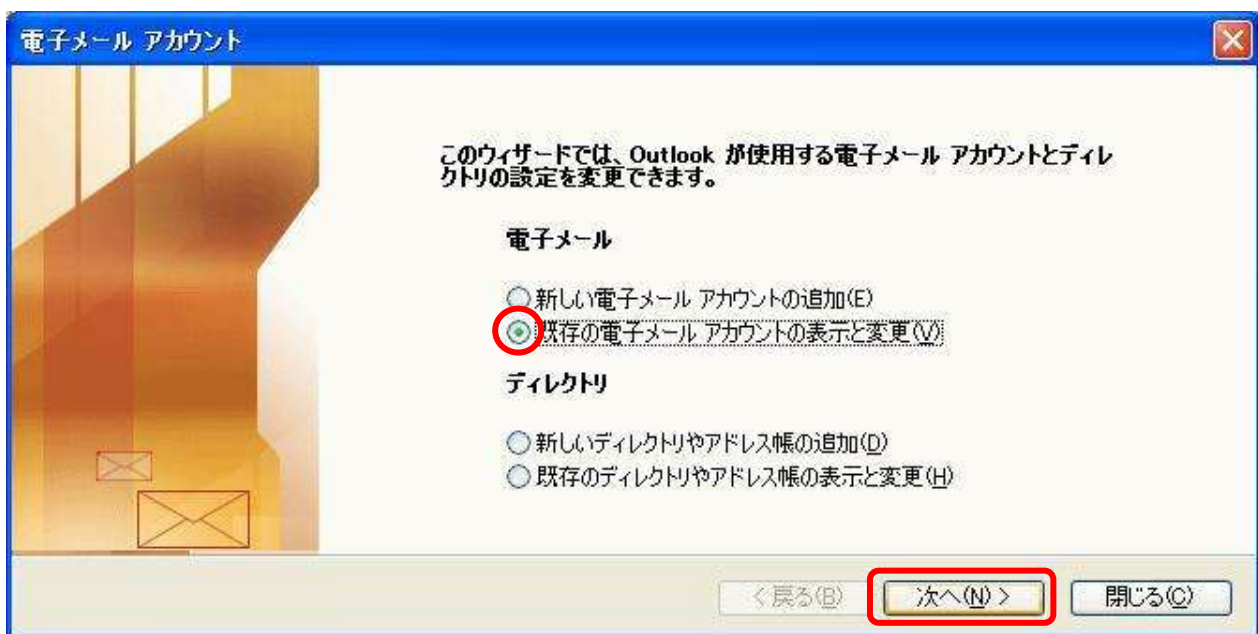 電子メール アカウント
このウィザードでは、Outlook が使用する電子メール アカウントとディレ
クトリの設定を変更できます。
電子メール
新しい電子メール アカウントの追加(E)
既存の電子メール アカウントの表示と変更(V)
ディレクトリ
新しいディレクトリやアドレス帳の追加(D)
既存のディレクトリやアドレス帳の表示と変更(H)
< 戻る(B) 次へ(N) > 閉じる(C)